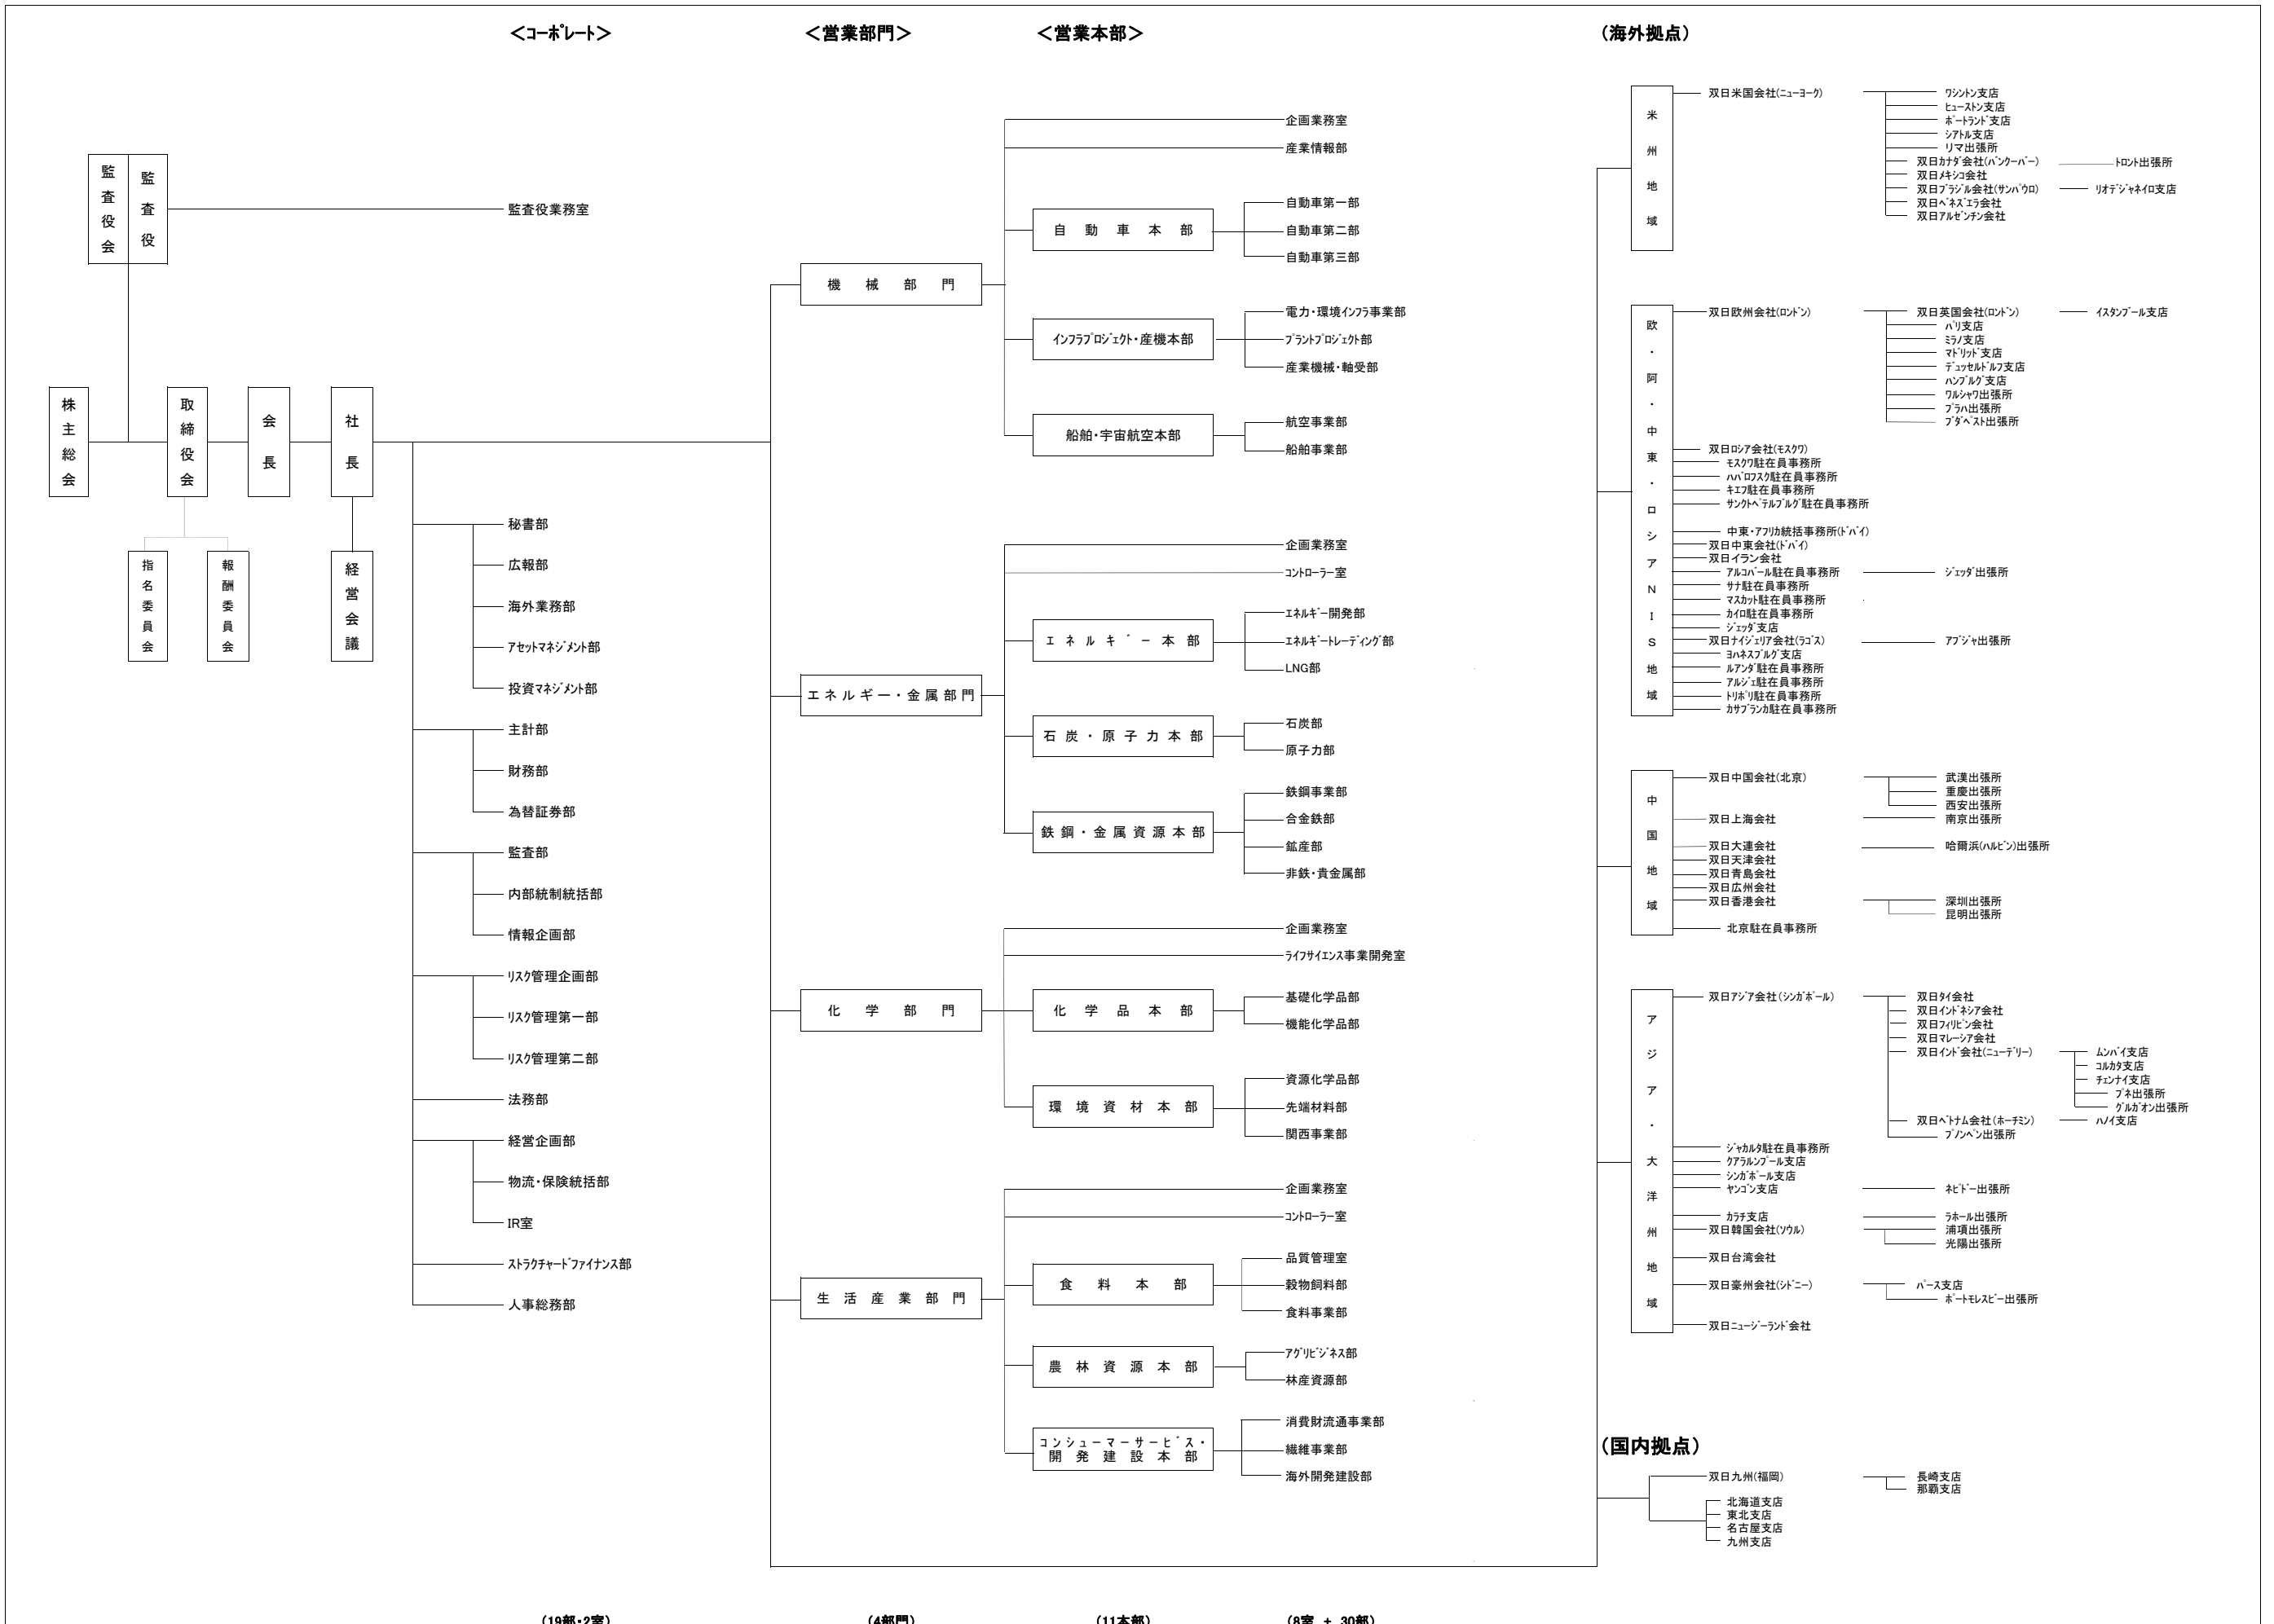 ＜コーポレート＞
＜営業部門＞
＜営業本部＞
（海外拠点）
監査役会
監査役
監査役業務室
株主総会
取締役会
会長
社長
指名委員会
報酬委員会
経営会議
秘書部
広報部
海外業務部
アセットマネジメント部
投資マネジメント部
主計部
財務部
為替証券部
監査部
内部統制統括部
情報企画部
リスク管理企画部
リスク管理第一部
リスク管理第二部
法務部
経営企画部
物流・保険統括部
IR室
ストラクチャードファイナンス部
人事総務部
機械部門
企画業務室
産業情報部
自動車本部
自動車第一部
自動車第二部
自動車第三部
インフラプロジェクト・産機本部
電力・環境インフラ事業部
プラントプロジェクト部
産業機械・軸受部
船舶・宇宙航空本部
航空事業部
船舶事業部
エネルギー・金属部門
企画業務室
コントローラー室
エネルギー本部
エネルギー開発部
エネルギートレーディング部
LNG部
石炭・原子力本部
石炭部
原子力部
鉄鋼・金属資源本部
鉄鋼事業部
合金鉄部
鉱産部
非鉄・貴金属部
化学部門
企画業務室
ライフサイエンス事業開発室
化学品本部
基礎化学品部
機能化学品部
環境資材本部
資源化学品部
先端材料部
関西事業部
生活産業部門
企画業務室
コントローラー室
食料本部
品質管理室
穀物飼料部
食料事業部
農林資源本部
アグリビジネス部
林産資源部
コンシューマーサービス・
開発建設本部
消費財流通事業部
繊維事業部
海外開発建設部
米州地域
双日米国会社(ニューヨーク)
ワシントン支店
ヒューストン支店
ポートランド支店
シアトル支店
リマ出張所
双日カナダ会社(バンクーバー)
トロント出張所
双日メキシコ会社
双日ブラジル会社(サンパウロ)
リオデジャネイロ支店
双日ベネズエラ会社
双日アルゼンチン会社
欧・阿・中東・ロシアNIS地域
双日欧州会社(ロンドン)
双日英国会社(ロンドン)
イスタンブール支店
パリ支店
ミラノ支店
マドリッド支店
デュッセルドルフ支店
ハンブルグ支店
ワルシャワ出張所
プラハ出張所
ブダペスト出張所
双日ロシア会社(モスクワ)
モスクワ駐在員事務所
ハバロフスク駐在員事務所
キエフ駐在員事務所
サンクトペテルブルグ駐在員事務所
中東・アフリカ統括事務所(ドバイ)
双日中東会社(ドバイ)
双日イラン会社
アルコバール駐在員事務所
ジェッダ出張所
サナ駐在員事務所
マスカット駐在員事務所
カイロ駐在員事務所
ジェッダ支店
双日ナイジェリア会社(ラゴス)
アブジャ出張所
ヨハネスブルグ支店
ルアンダ駐在員事務所
アルジェ駐在員事務所
トリポリ駐在員事務所
カサブランカ駐在員事務所
中国地域
双日中国会社(北京)
武漢出張所
重慶出張所
西安出張所
双日上海会社
南京出張所
双日大連会社
哈爾浜(ハルビン)出張所
双日天津会社
双日青島会社
双日広州会社
双日香港会社
深圳出張所
昆明出張所
北京駐在員事務所
アジア・大洋州地域
双日アジア会社(シンガポール)
双日タイ会社
双日インドネシア会社
双日フィリピン会社
双日マレーシア会社
双日インド会社(ニューデリー)
ムンバイ支店
コルカタ支店
チェンナイ支店
プネ出張所
グルガオン出張所
双日ベトナム会社(ホーチミン)
ハノイ支店
プノンペン出張所
ジャカルタ駐在員事務所
クアラルンプール支店
シンガポール支店
ヤンゴン支店
ネピドー出張所
カラチ支店
ラホール出張所
双日韓国会社(ソウル)
浦項出張所
光陽出張所
双日台湾会社
双日豪州会社(シドニー)
パース支店
ポートモレスビー出張所
双日ニュージーランド会社
（国内拠点）
双日九州(福岡)
長崎支店
那覇支店
北海道支店
東北支店
名古屋支店
九州支店
(19部・2室)
(4部門)
(11本部)
(8室 + 30部)